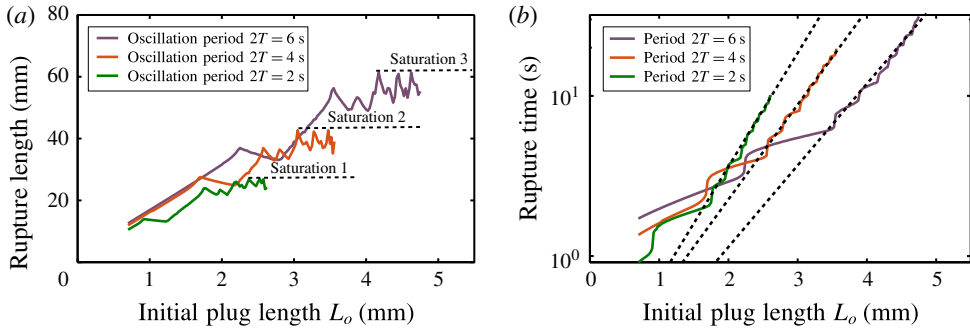 (a)
Rupture length (mm)
80
60
40
20
0
1
2
3
4
5
Initial plug length Lo (mm)
Oscillation period 2T = 6 s
Oscillation period 2T = 4 s
Oscillation period 2T = 2 s
Saturation 3
Saturation 2
Saturation 1
(b)
Rupture time (s)
10^1
10^0
0
1
2
3
4
5
Initial plug length Lo (mm)
Period 2T = 6 s
Period 2T = 4 s
Period 2T = 2 s